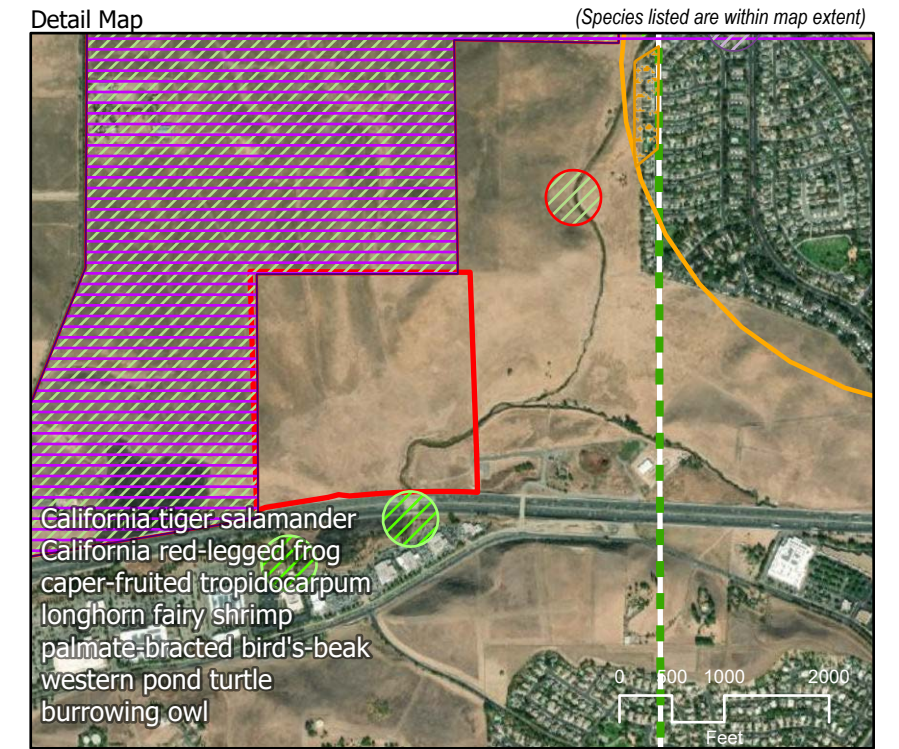 Detail Map
(Species listed are within map extent)
California tiger salamander
California red-legged frog
caper-fruited tropidocarpum
longhorn fairy shrimp
palmate-bracted bird's-beak
western pond turtle
burrowing owl
0 500 1000 2000
Feet